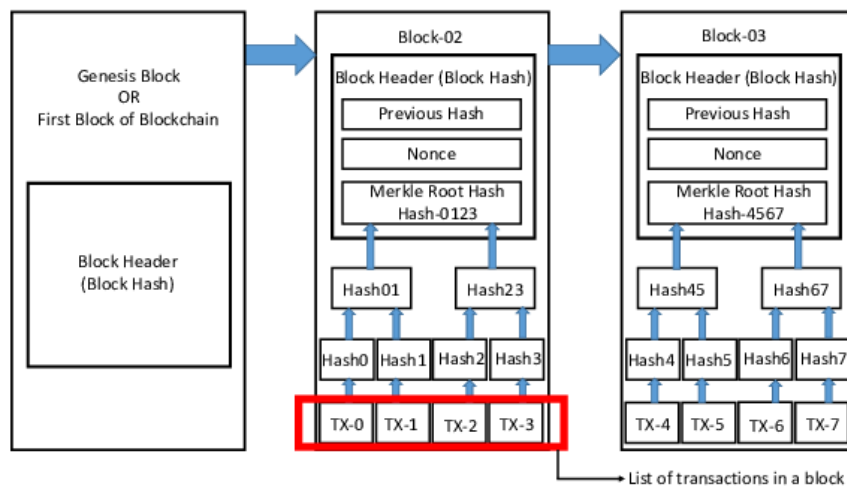 Genesis Block
OR
First Block of Blockchain
Block Header
(Block Hash)
Block-02
Block Header (Block Hash)
Previous Hash
Nonce
Merkle Root Hash
Hash-0123
Hash01
Hash23
Hash0
Hash1
Hash2
Hash3
TX-0
TX-1
TX-2
TX-3
Block-03
Block Header (Block Hash)
Previous Hash
Nonce
Merkle Root Hash
Hash-4567
Hash45
Hash67
Hash4
Hash5
Hash6
Hash7
TX-4
TX-5
TX-6
TX-7
List of transactions in a block